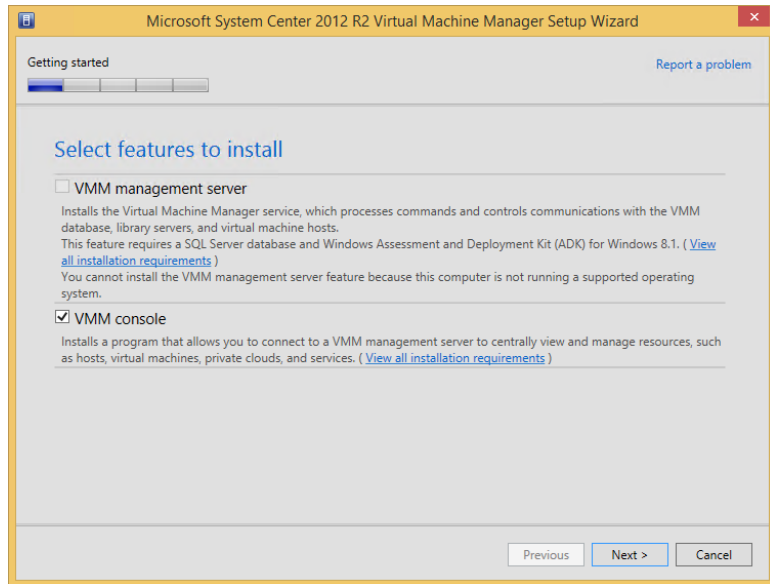 Microsoft System Center 2012 R2 Virtual Machine Manager Setup Wizard
Getting started
Report a problem
Select features to install
VMM management server
Installs the Virtual Machine Manager service, which processes commands and controls communications with the VMM
database, library servers, and virtual machine hosts.
This feature requires a SQL Server database and Windows Assessment and Deployment Kit (ADK) for Windows 8.1. ( View
all installation requirements )
You cannot install the VMM management server feature because this computer is not running a supported operating
system.
VMM console
Installs a program that allows you to connect to a VMM management server to centrally view and manage resources, such
as hosts, virtual machines, private clouds, and services. ( View all installation requirements )
Previous
Next >
Cancel